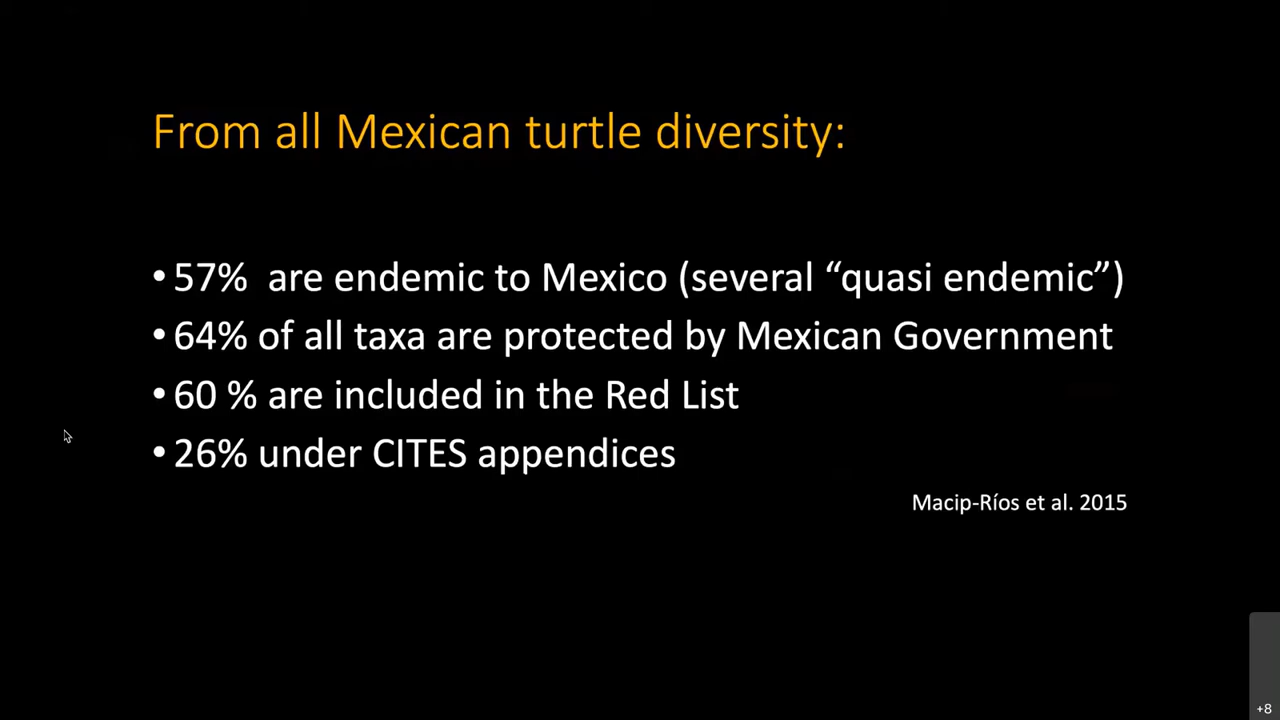 From all Mexican turtle diversity:
•57% are endemic to Mexico (several “quasi endemic”)
•64% of all taxa are protected by Mexican Government
•60 % are included in the Red List
•26% under CITES appendices
Macip-Ríos et al. 2015
+8